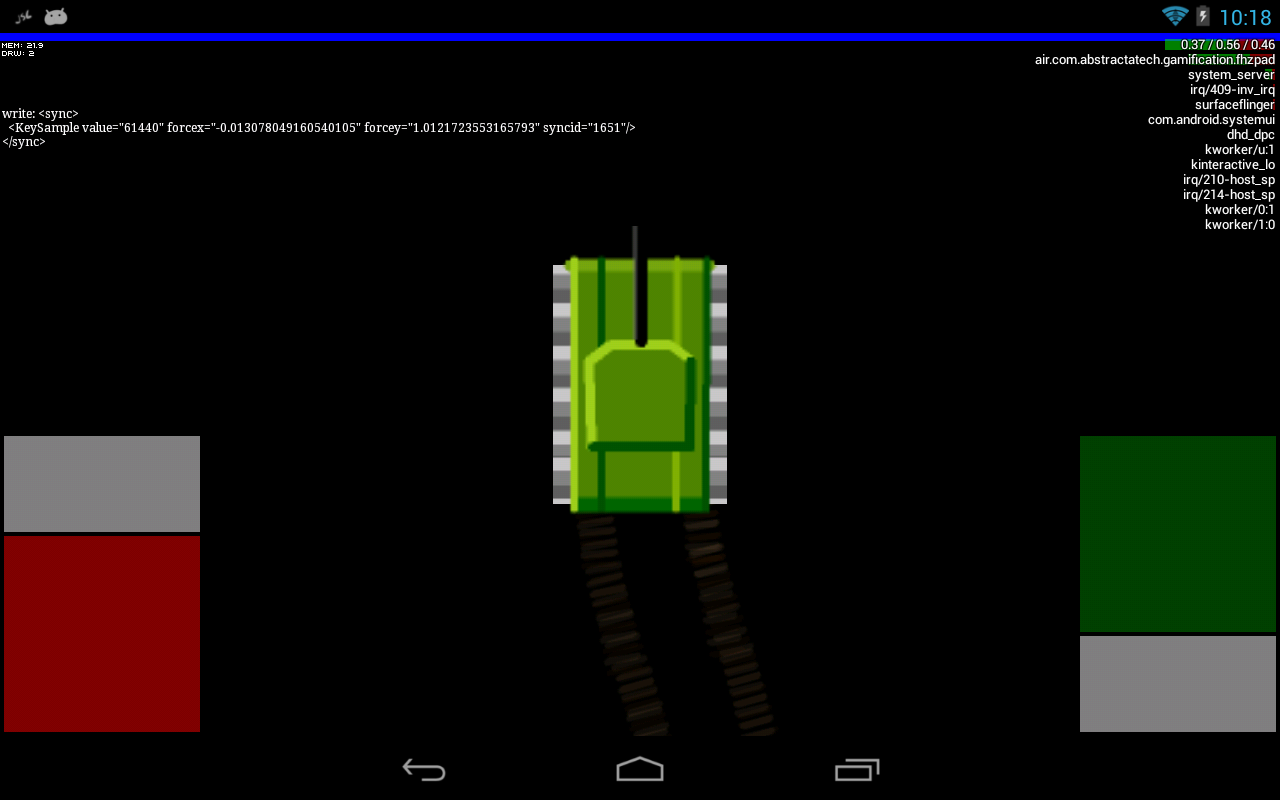 10:18
MEM: 21.9
DRW: 2
0.37 / 0.56 / 0.46
air.com.abstractatech.gamification.fhzpad
system_server
irq/409-inv_irq
surfaceflinger
com.android.systemui
dhd_dpc
kworker/u:1
kinteractive_lo
irq/210-host_sp
irq/214-host_sp
kworker/0:1
kworker/1:0
write: <sync>
<KeySample value="61440" forcex="-0.013078049160540105" forcey="1.0121723553165793" syncid="1651"/>
</sync>